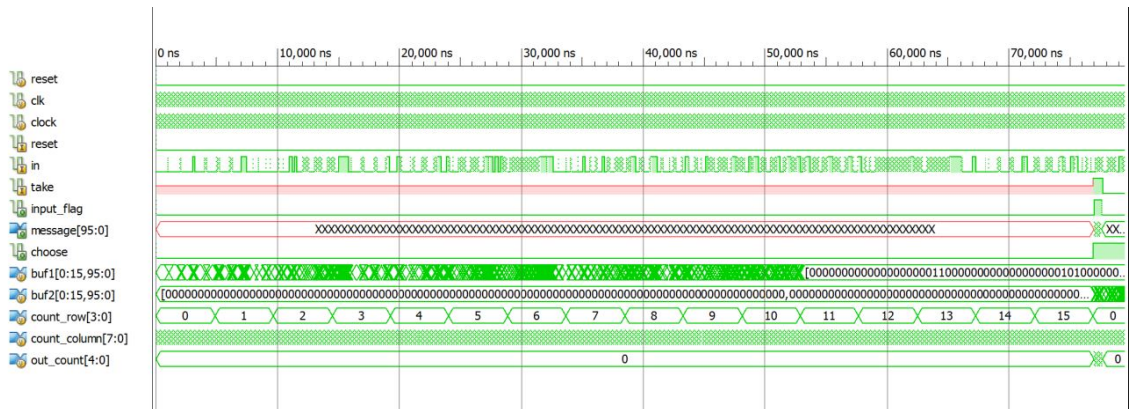 0 ns 10,000 ns 20,000 ns 30,000 ns 40,000 ns 50,000 ns 60,000 ns 70,000 ns
reset
clk
clock
reset
in
take
input_flag
message[95:0] XX...
choose
buf1[0:15,95:0]
buf2[0:15,95:0]
count_row[3:0] 0 1 2 3 4 5 6 7 8 9 10 11 12 13 14 15 0
count_column[7:0]
out_count[4:0] 0 0